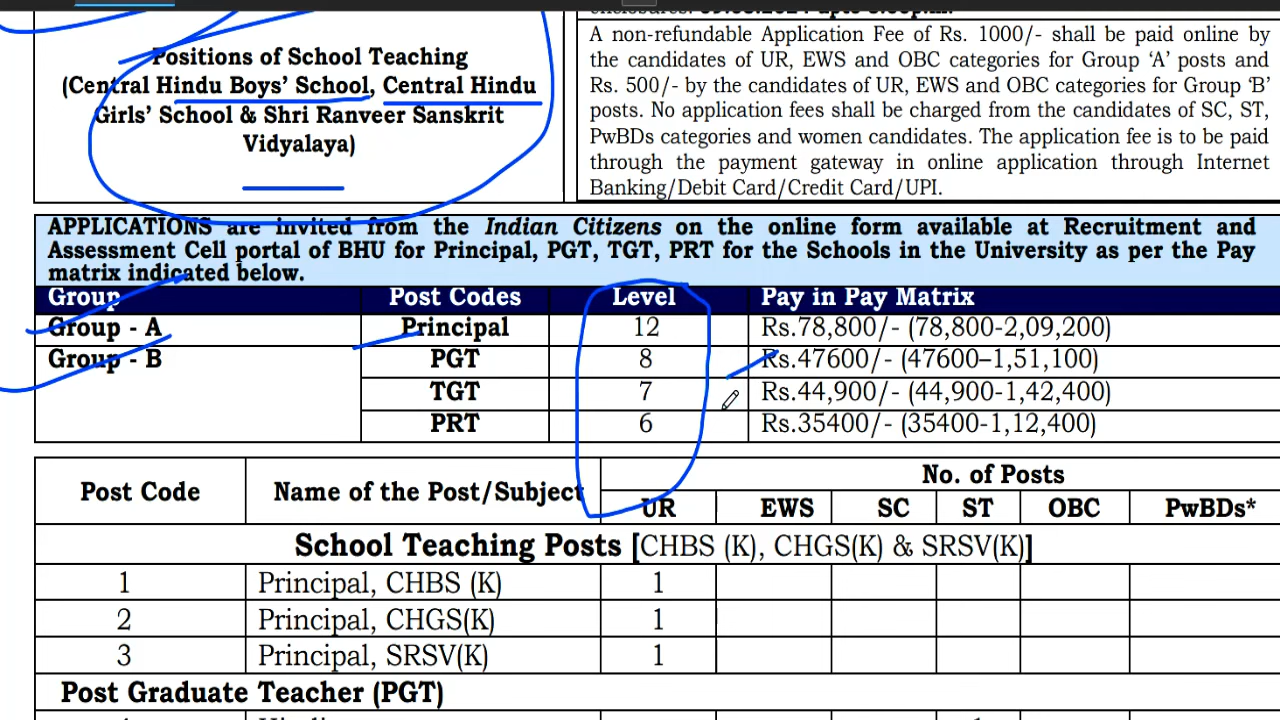 Positions of School Teaching
(Central Hindu Boys' School, Central Hindu
Girls' School & Shri Ranveer Sanskrit
Vidyalaya)
A non-refundable Application Fee of Rs. 1000/- shall be paid online by
the candidates of UR, EWS and OBC categories for Group 'A' posts and
Rs. 500/- by the candidates of UR, EWS and OBC categories for Group 'B'
posts. No application fees shall be charged from the candidates of SC, ST,
PwBDs categories and women candidates. The application fee is to be paid
through the payment gateway in online application through Internet
Banking/Debit Card/Credit Card/UPI.
APPLICATIONS are invited from the Indian Citizens on the online form available at Recruitment and
Assessment Cell portal of BHU for Principal, PGT, TGT, PRT for the Schools in the University as per the Pay
matrix indicated below.
Group Post Codes Level Pay in Pay Matrix
Group - A Principal 12 Rs.78,800/- (78,800-2,09,200)
Group - B PGT 8 Rs.47600/- (47600–1,51,100)
TGT 7 Rs.44,900/- (44,900-1,42,400)
PRT 6 Rs.35400/- (35400-1,12,400)
Post Code Name of the Post/Subject No. of Posts
UR EWS SC ST OBC PwBDs*
School Teaching Posts [CHBS (K), CHGS(K) & SRSV(K)]
1 Principal, CHBS (K) 1
2 Principal, CHGS(K) 1
3 Principal, SRSV(K) 1
Post Graduate Teacher (PGT)